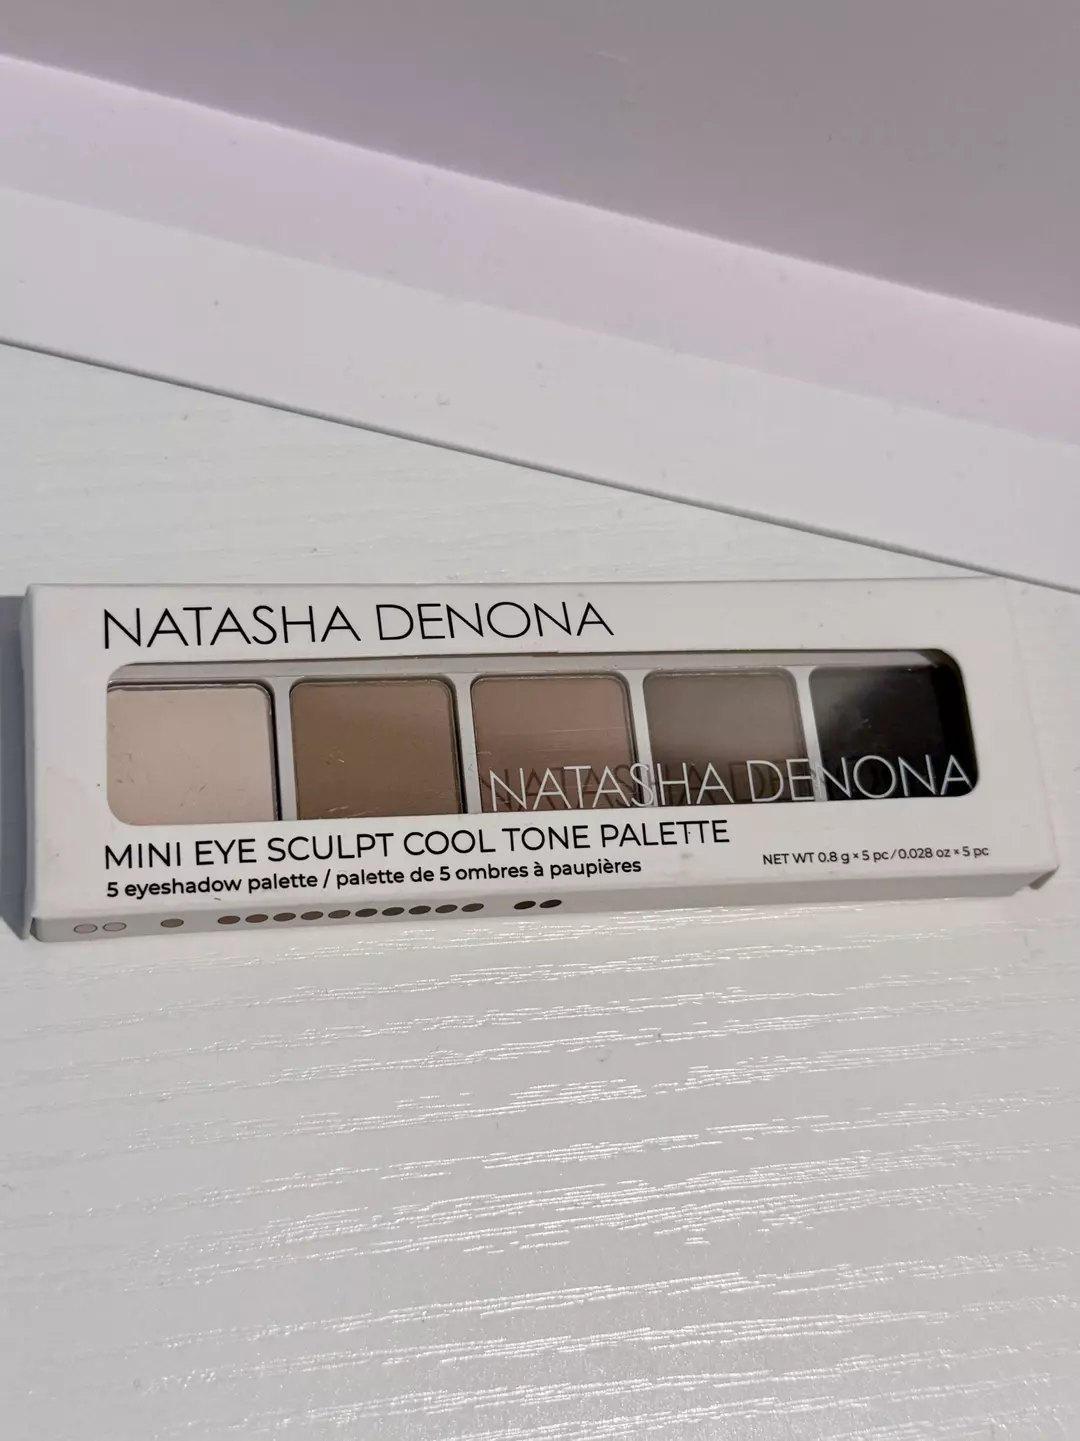 NATASHA DENONA
NATASHA DENONA
MINI EYE SCULPT COOL TONE PALETTE
5 eyeshadow palette / palette de 5 ombres à paupières
NET WT 0.8 g × 5 pc / 0.028 oz × 5 pc